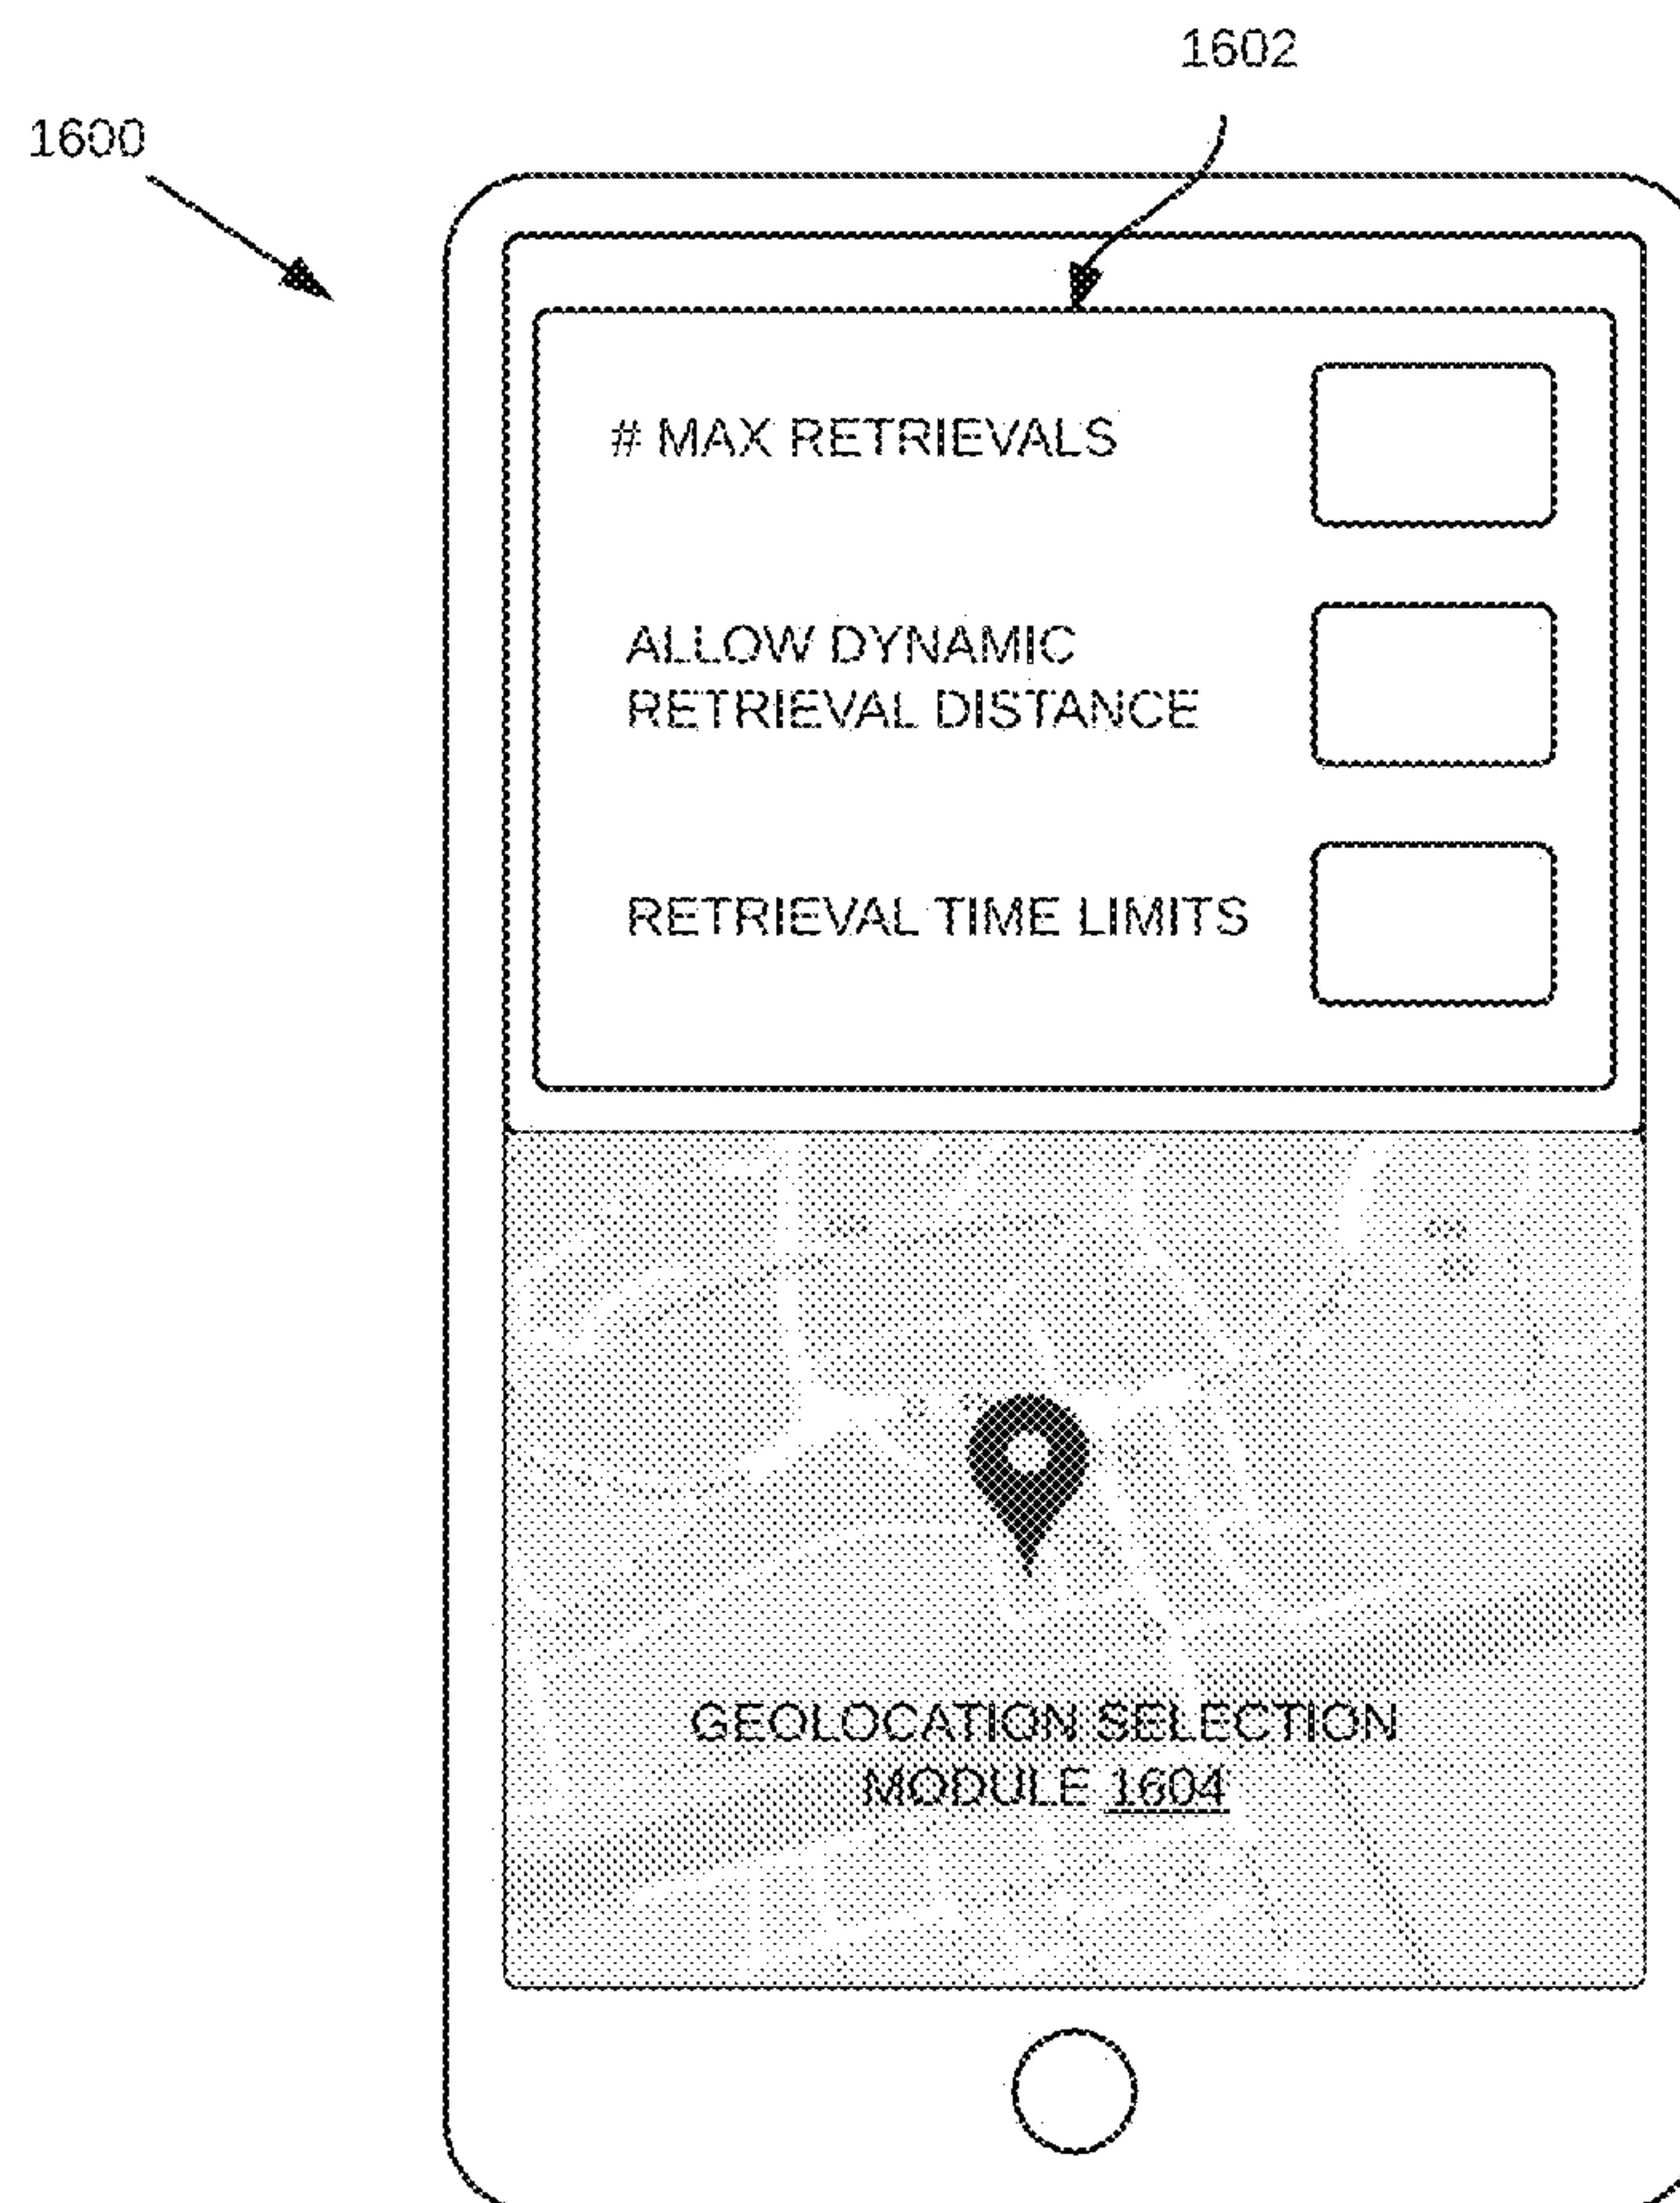 1602
1600
# MAX RETRIEVALS
ALLOW DYNAMIC
RETRIEVAL DISTANCE
RETRIEVAL TIME LIMITS
GEOLOCATION SELECTION
MODULE 1604